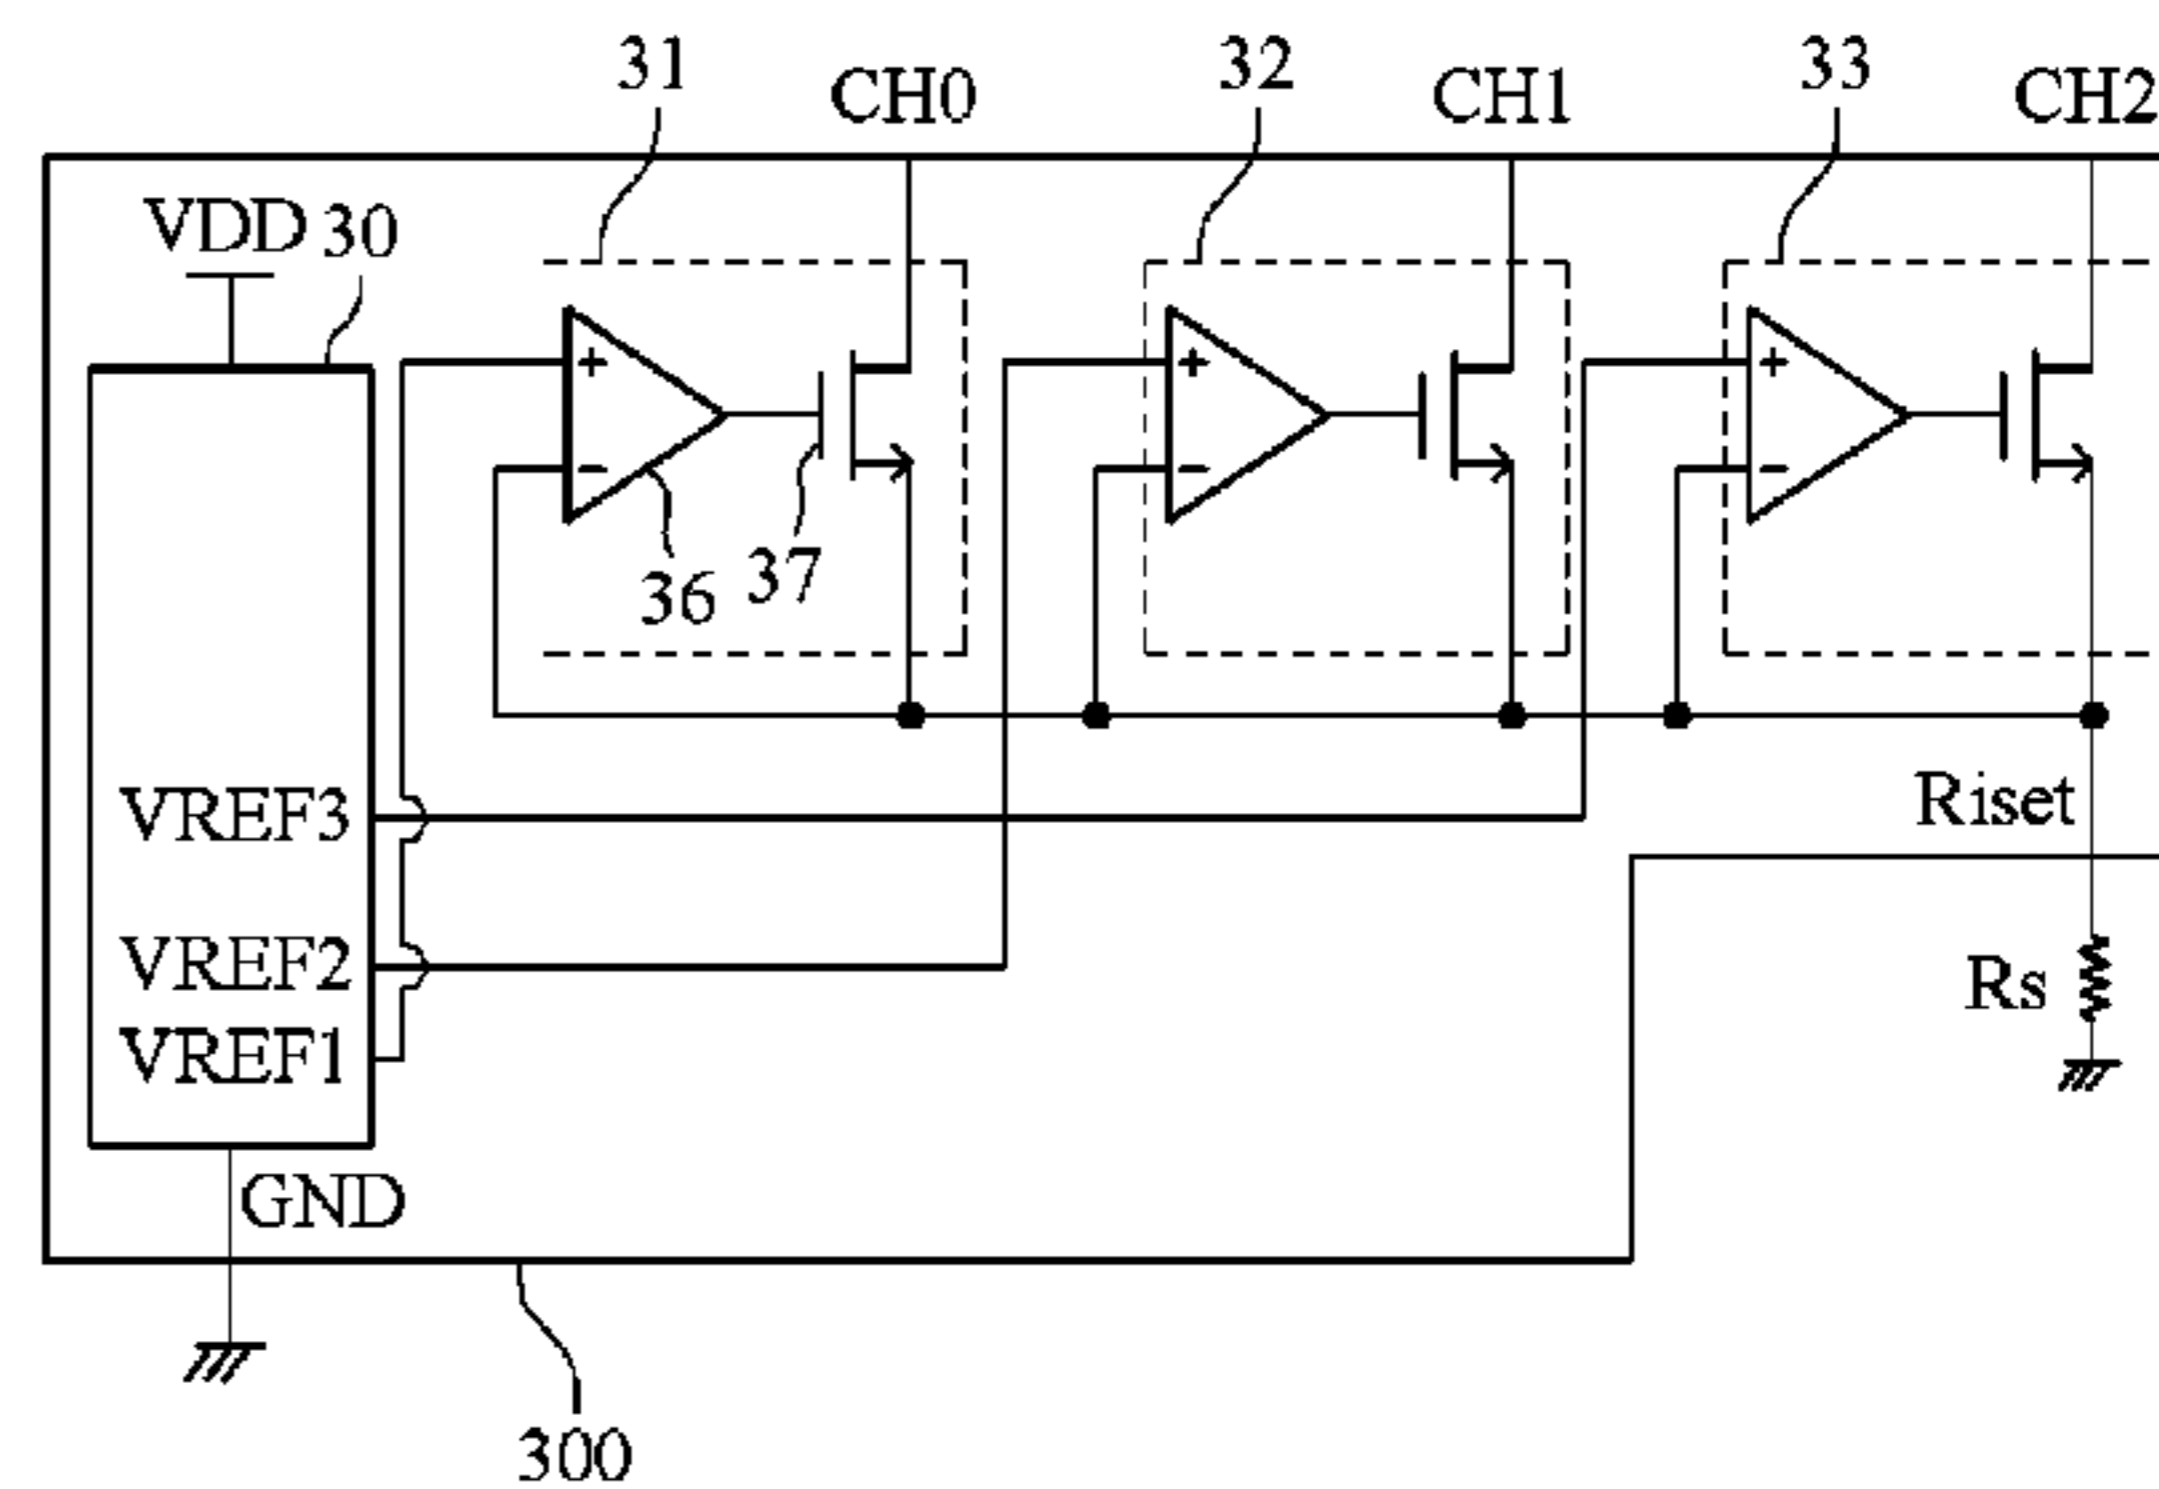 31 CH0 32 CH1 33 CH2
VDD 30
+ + +
- - -
36 37
VREF3 Riset
VREF2 Rs
VREF1
GND
300